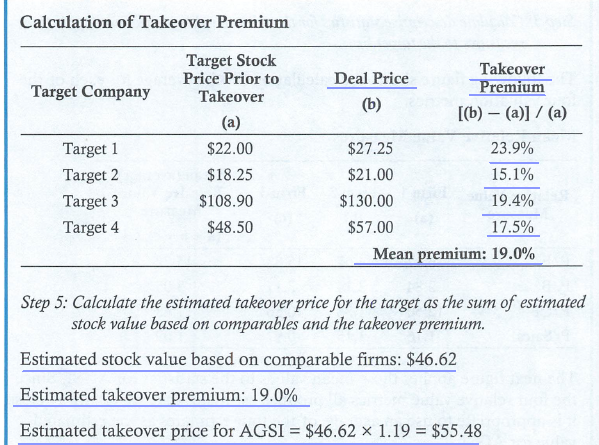 Calculation of Takeover Premium
Target Company
Target Stock
Price Prior to
Takeover
(a)
Deal Price
(b)
Takeover
Premium
[(b) − (a)] / (a)
Target 1 $22.00 $27.25 23.9%
Target 2 $18.25 $21.00 15.1%
Target 3 $108.90 $130.00 19.4%
Target 4 $48.50 $57.00 17.5%
Mean premium: 19.0%
Step 5: Calculate the estimated takeover price for the target as the sum of estimated
stock value based on comparables and the takeover premium.
Estimated stock value based on comparable firms: $46.62
Estimated takeover premium: 19.0%
Estimated takeover price for AGSI = $46.62 × 1.19 = $55.48